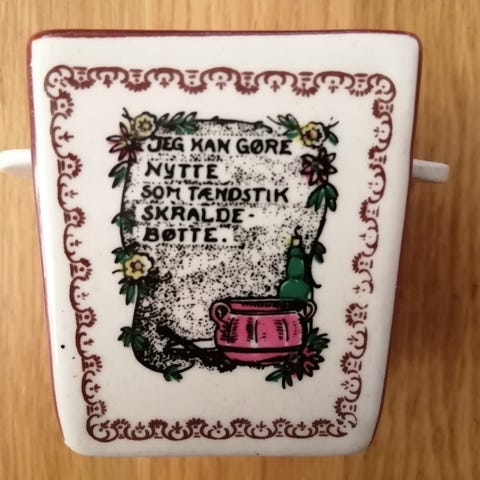 JEG KAN GØRE
NYTTE
SOM TÆNDSTIK
SKRALDE-
BØTTE.